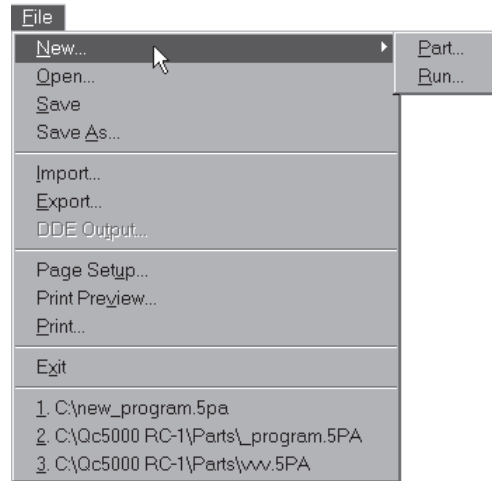 File
New...
Part...
Run...
Open...
Save
Save As...
Import...
Export...
DDE Output...
Page Setup...
Print Preview...
Print...
Exit
1. C:\new_program.5pa
2. C:\Qc5000 RC-1\Parts\_program.5PA
3. C:\Qc5000 RC-1\Parts\vvv.5PA